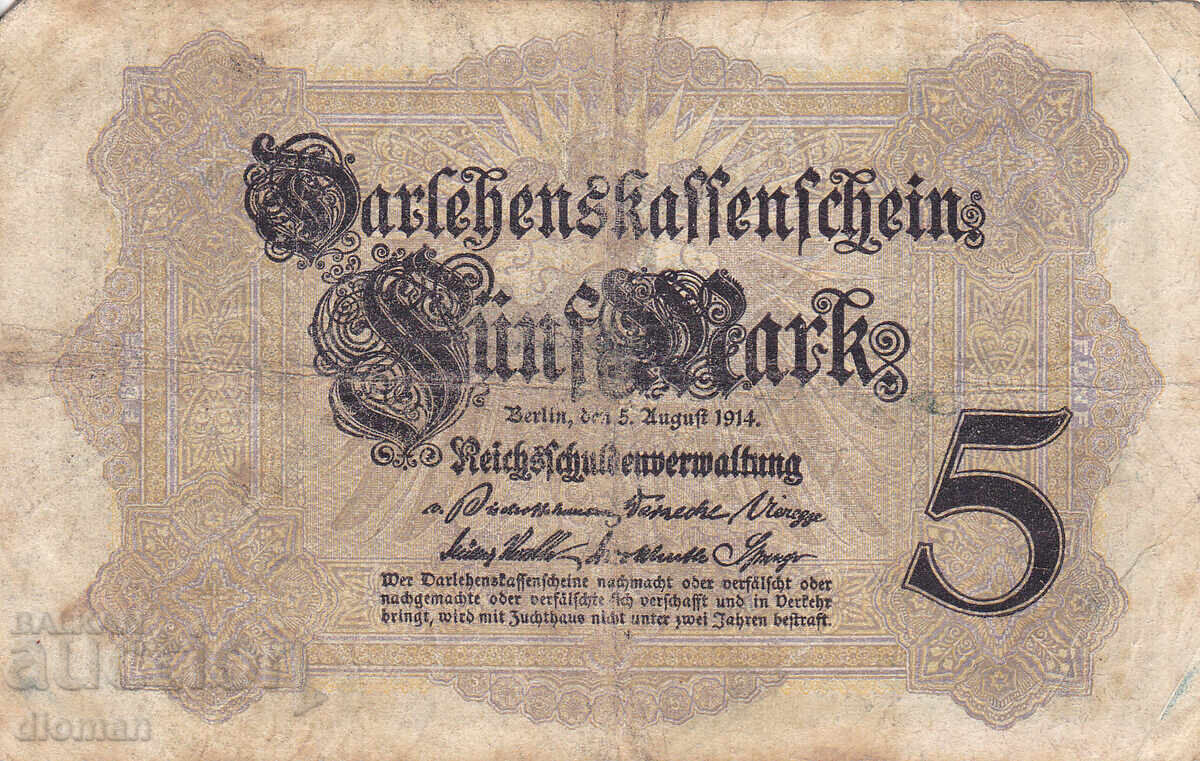 Darlehenskassenschein
Fünf Mark
Berlin, den 5. August 1914.
Reichsschuldenverwaltung
5
Wer Darlehenskassenscheine nachmacht oder verfälscht oder
nachgemachte oder verfälschte sich verschafft und in Verkehr
bringt, wird mit Zuchthaus nicht unter zwei Jahren bestraft.
dioman